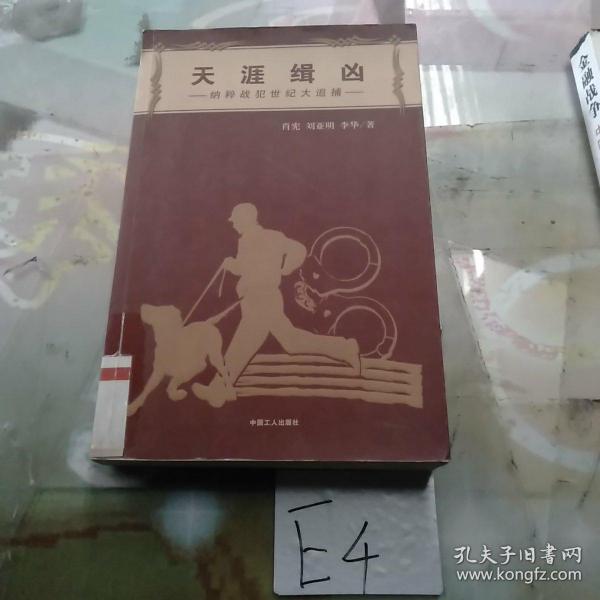 天涯缉凶
纳粹战犯世纪大追捕
肖宪 刘亚明 李华/著
中国工人出版社
金融战争
E4
孔夫子旧书网
www.kongfz.com